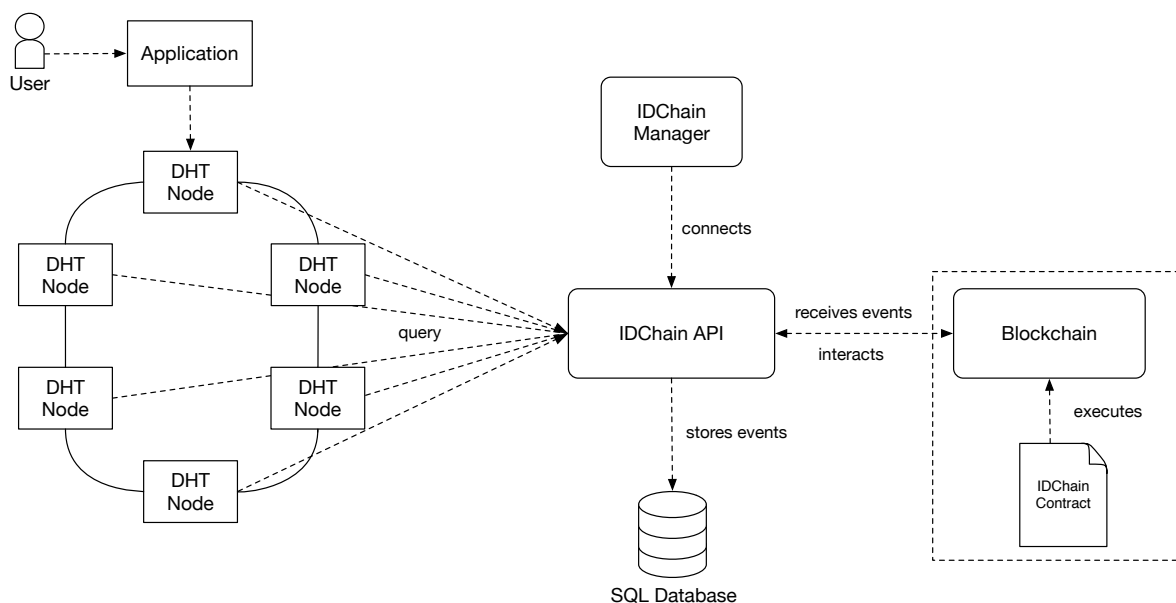 User
Application
DHT
Node
DHT
Node
DHT
Node
DHT
Node
DHT
Node
DHT
Node
query
IDChain
Manager
connects
IDChain API
receives events
interacts
Blockchain
executes
IDChain
Contract
stores events
SQL Database